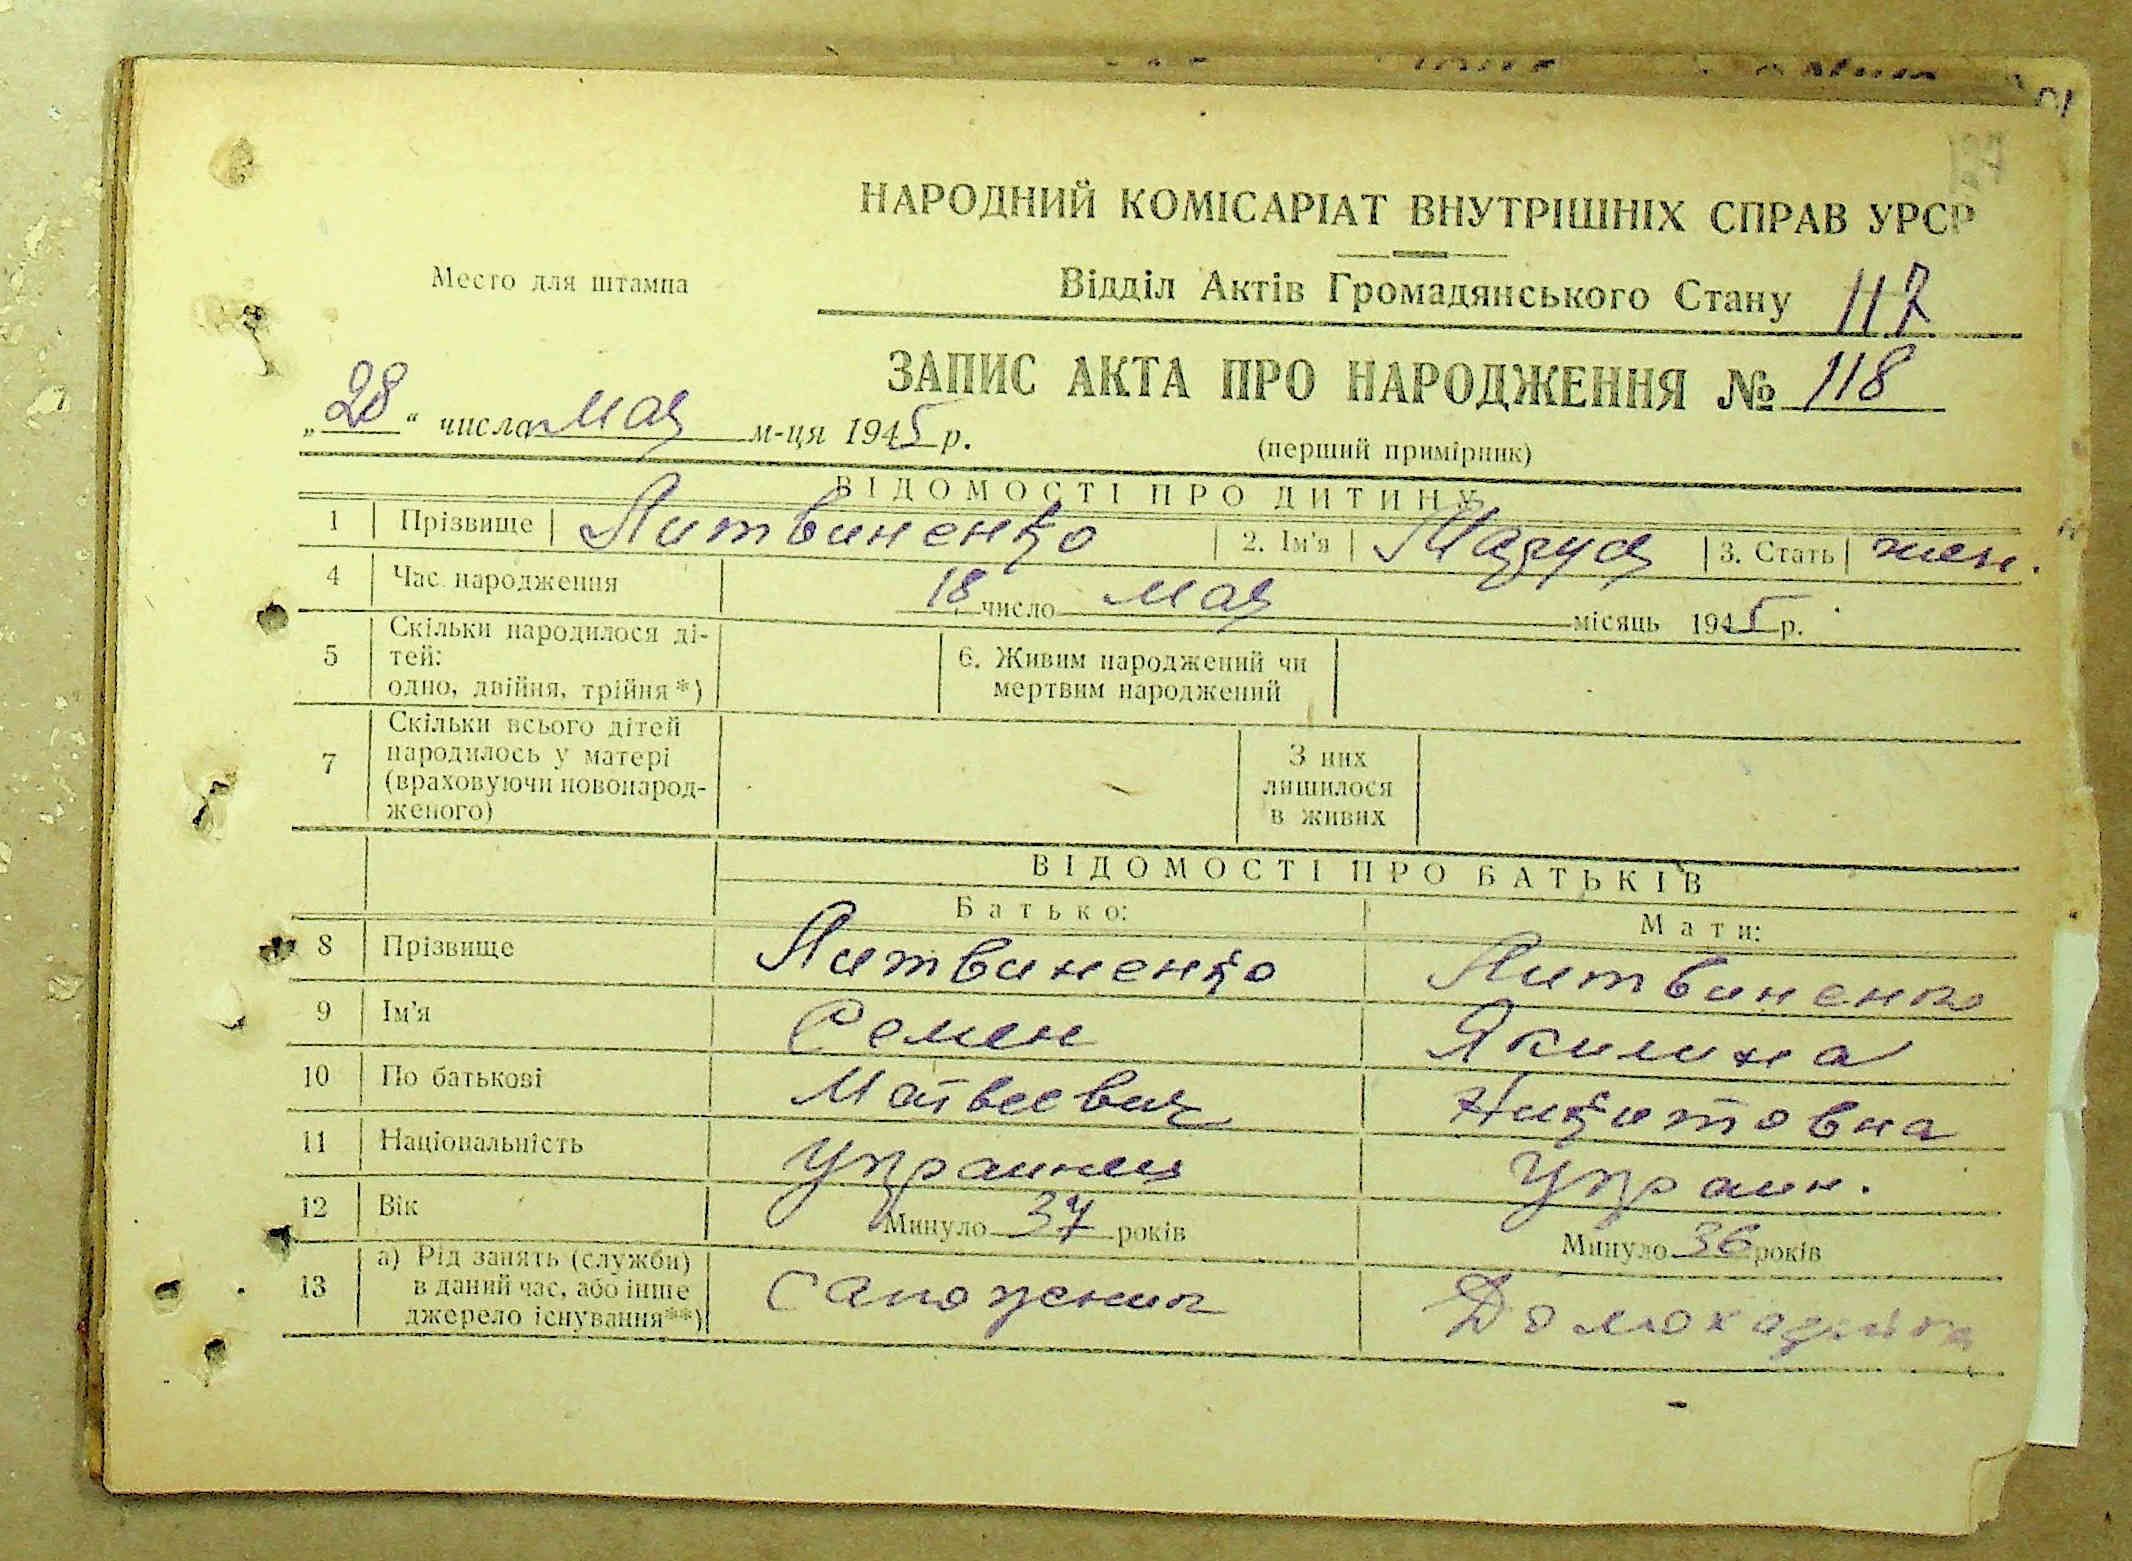 НАРОДНИЙ КОМІСАРІАТ ВНУТРІШНІХ СПРАВ УРСР
Место для штампа
Відділ Актів Громадянського Стану 117
ЗАПИС АКТА ПРО НАРОДЖЕННЯ № 118
„28“ числа мая м-ця 1945 р.
(перший примірник)
ВІДОМОСТІ ПРО ДИТИНУ
1 Прізвище Литвиненко 2. Ім'я 3. Стать жен.
4 Час народження 18 число мая місяць 1945 р.
5 Скільки народилося ді-
тей:
одно, двійня, трійня*)
6. Живим народжений чи
мертвим народжений
7 Скільки всього дітей
народилось у матері
(враховуючи новонарод-
женого)
З них
лишилося
в живих
ВІДОМОСТІ ПРО БАТЬКІВ
Батько: Мати:
8 Прізвище Литвиненко Литвиненко
9 Ім'я Семен Якилина
10 По батькові Матвеевич Никитовна
11 Національність Украинец Украин.
12 Вік Минуло 37 років Минуло 36 років
13 а) Рід занять (служби)
в даний час, або інше
джерело існування**)
Сапожник Домохазяйка